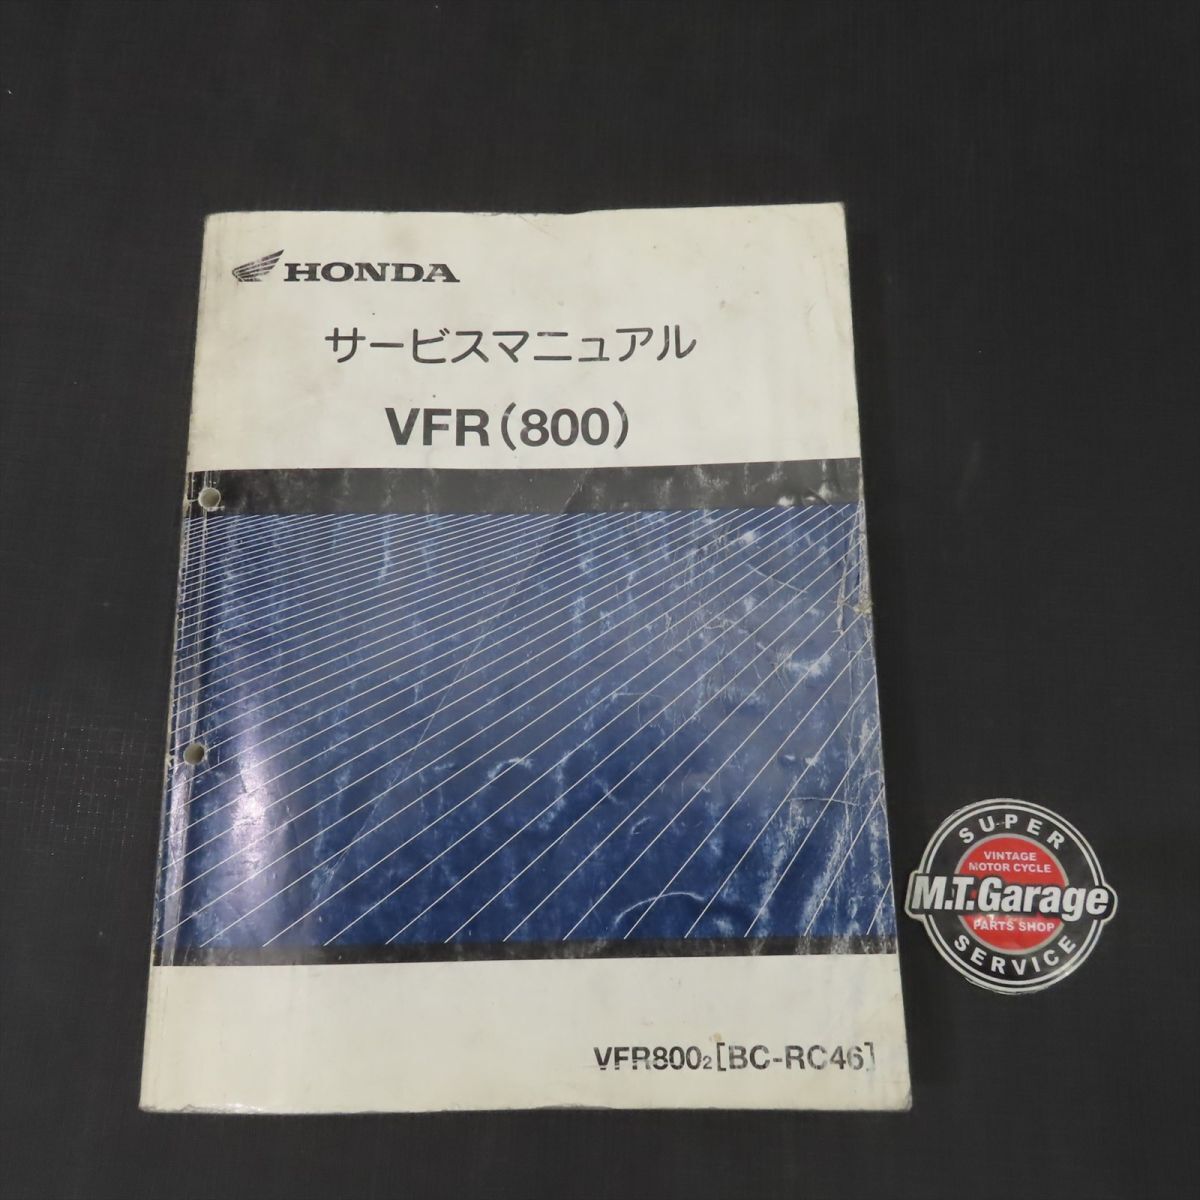 HONDA
サービスマニュアル
VFR(800)
VFR800₂[BC-RC46]
SUPER
VINTAGE
MOTOR CYCLE
M.T.Garage
PARTS SHOP
SERVICE